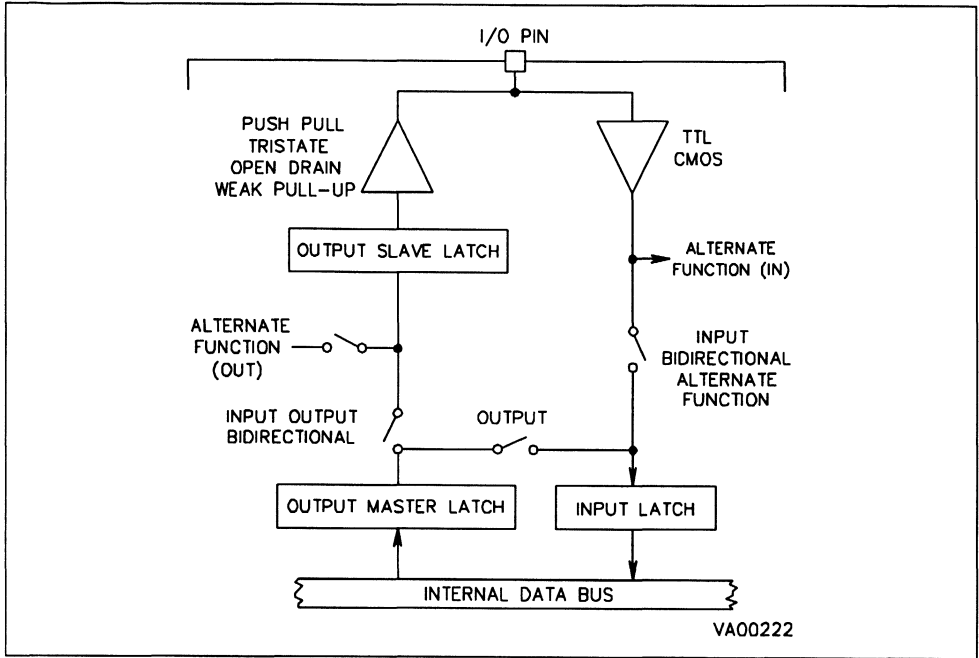 I/O PIN
PUSH PULL
TRISTATE
OPEN DRAIN
WEAK PULL-UP
TTL
CMOS
OUTPUT SLAVE LATCH
ALTERNATE
FUNCTION (IN)
ALTERNATE
FUNCTION
(OUT)
INPUT
BIDIRECTIONAL
ALTERNATE
FUNCTION
INPUT OUTPUT
BIDIRECTIONAL
OUTPUT
OUTPUT MASTER LATCH
INPUT LATCH
INTERNAL DATA BUS
VA00222